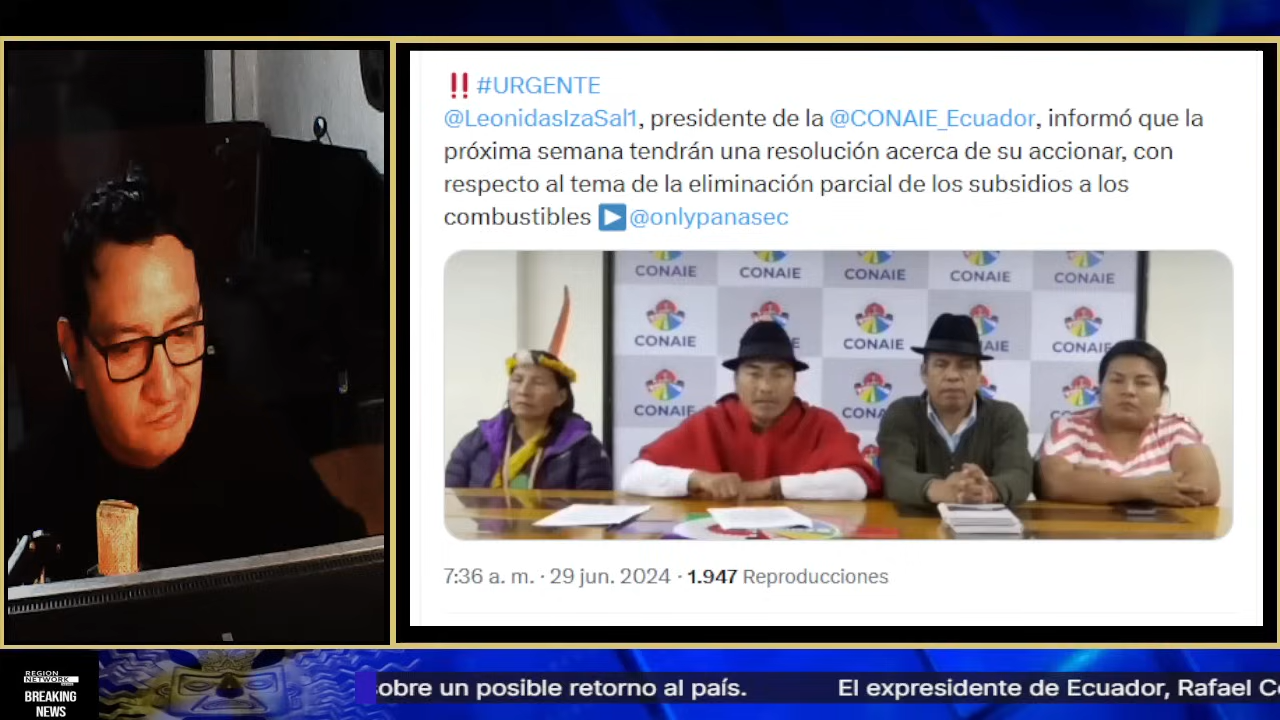 ‼️ #URGENTE
@LeonidasIzaSal1, presidente de la @CONAIE_Ecuador, informó que la
próxima semana tendrán una resolución acerca de su accionar, con
respecto al tema de la eliminación parcial de los subsidios a los
combustibles ▶️ @onlypanasec
CONAIE CONAIE CONAIE CONAIE CONAIE
CONAIE CONAIE CONAIE
CONAIE
7:36 a. m. · 29 jun. 2024 · 1.947 Reproducciones
REGION
NETWORK
BREAKING
NEWS
obre un posible retorno al país. El expresidente de Ecuador, Rafael